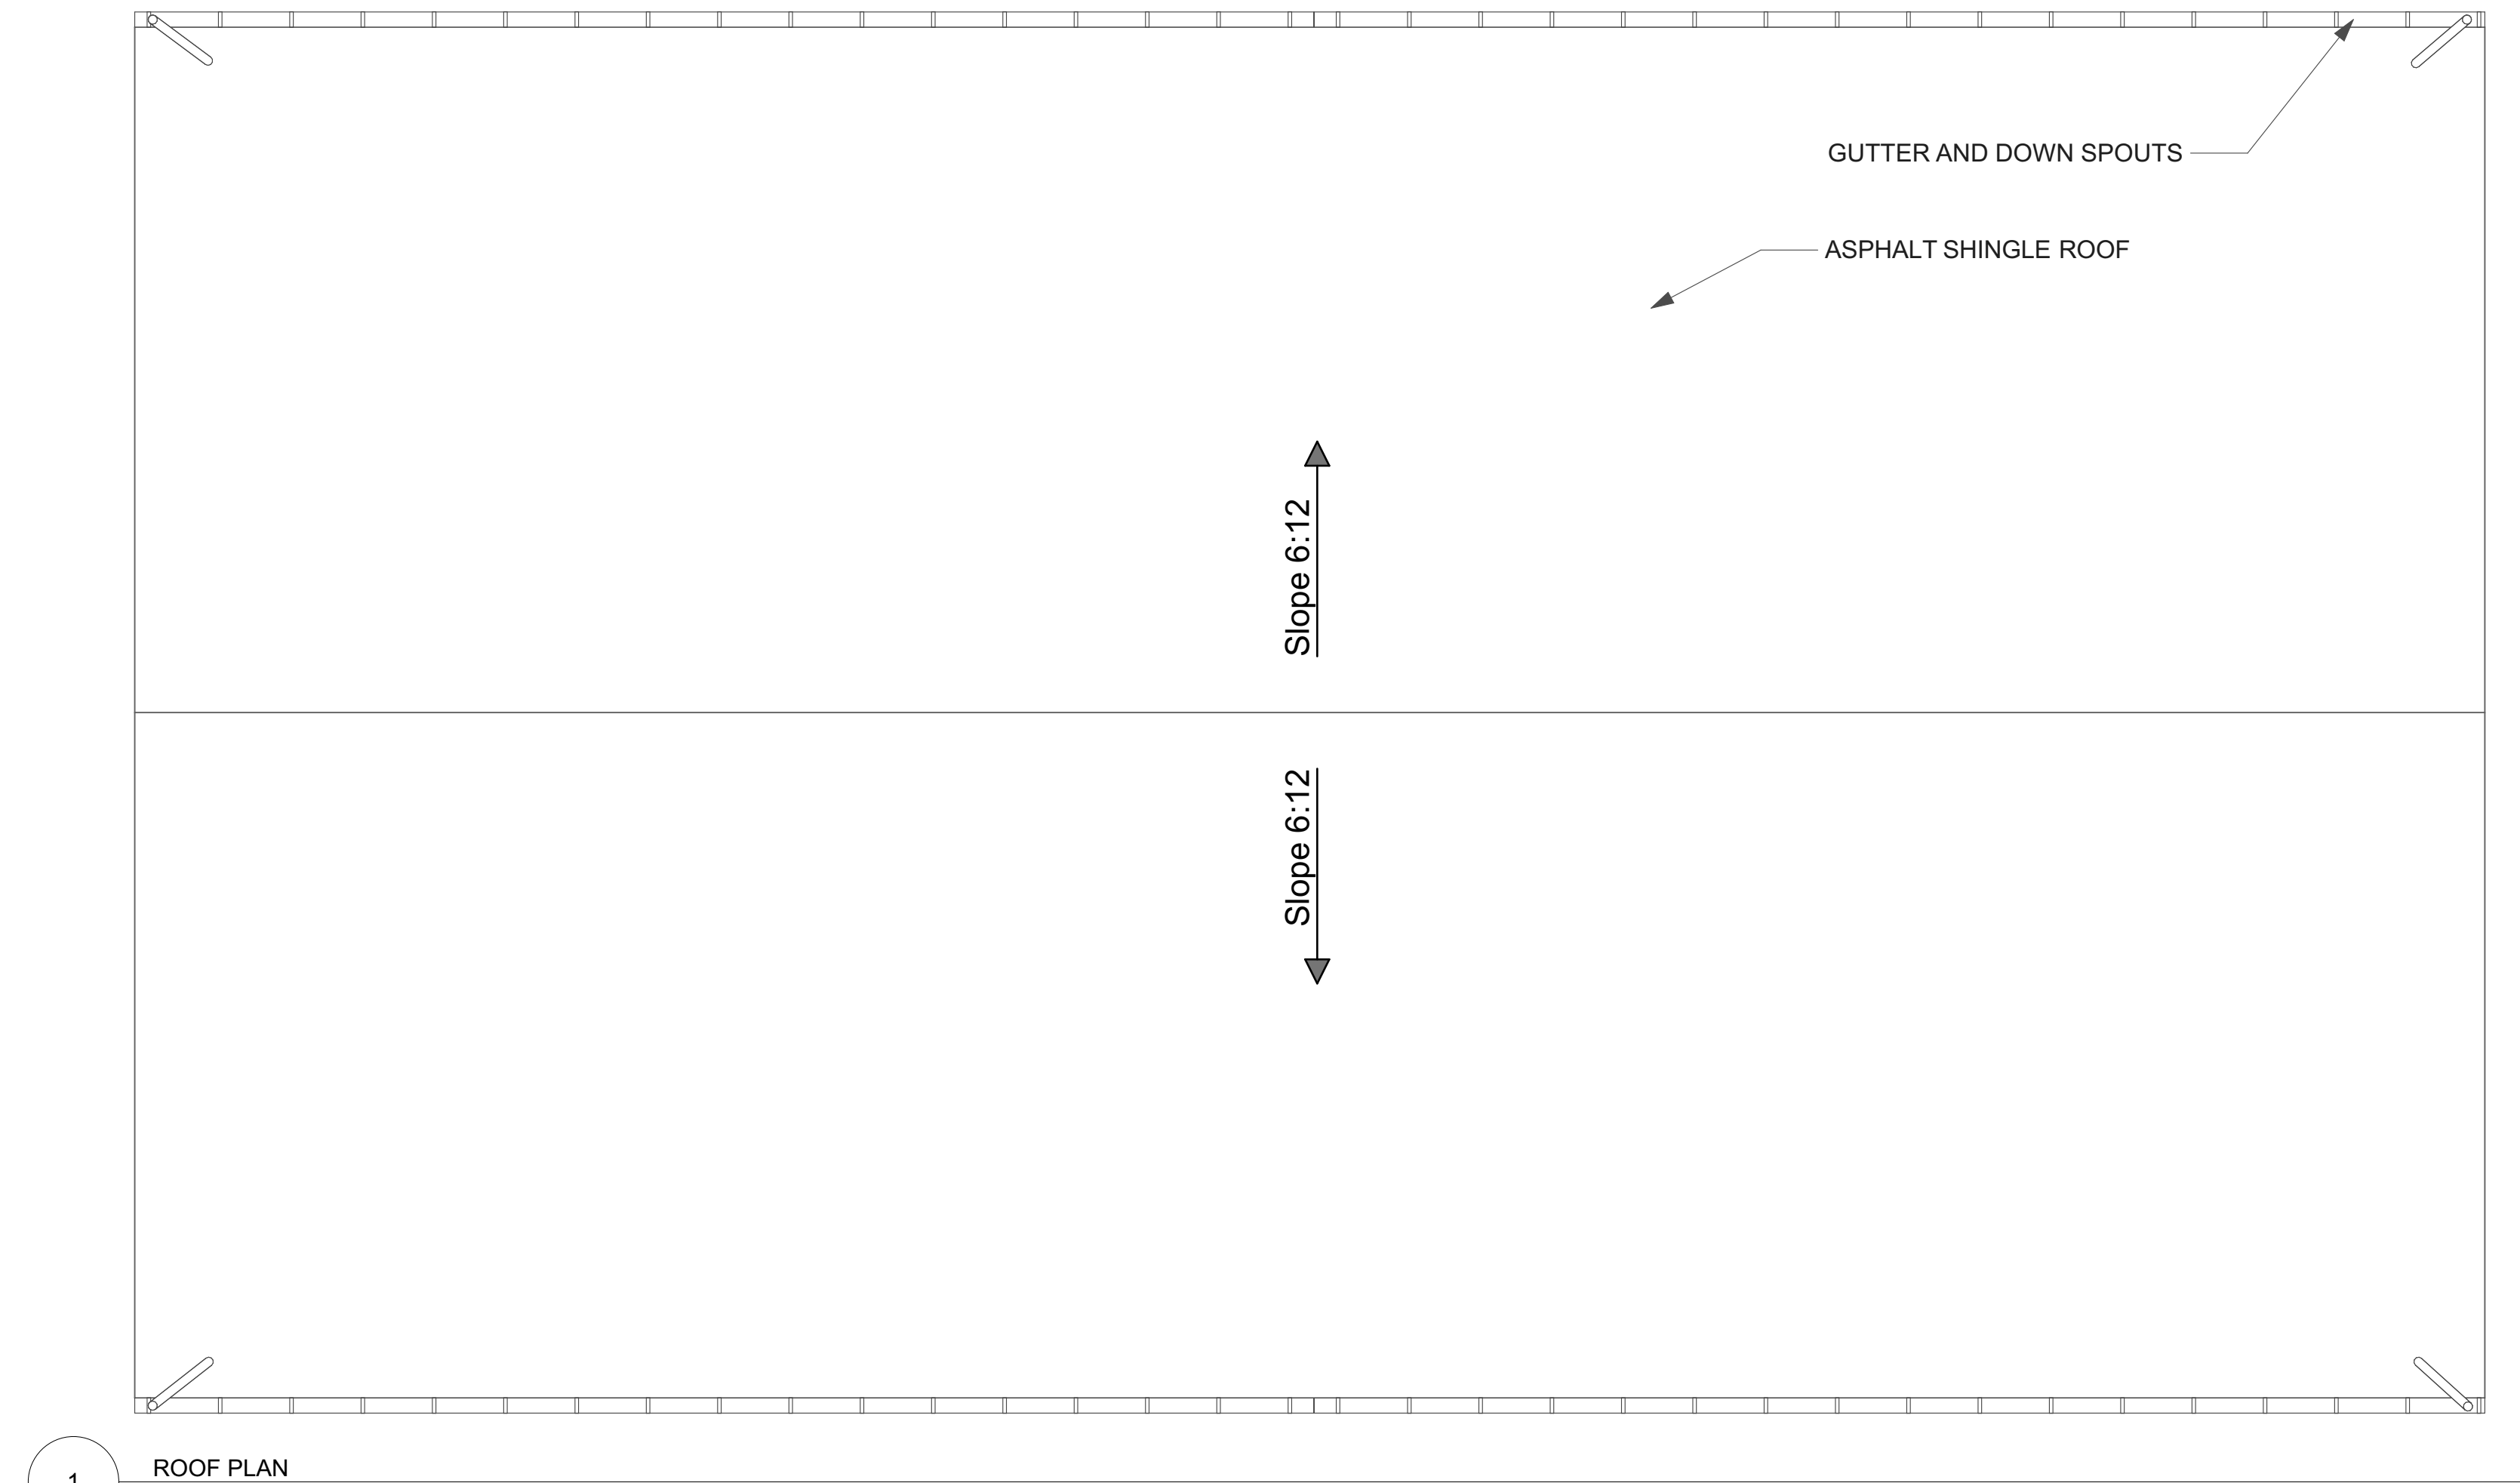 GUTTER AND DOWN SPOUTS
ASPHALT SHINGLE ROOF
Slope 6:12
Slope 6:12
ROOF PLAN
1